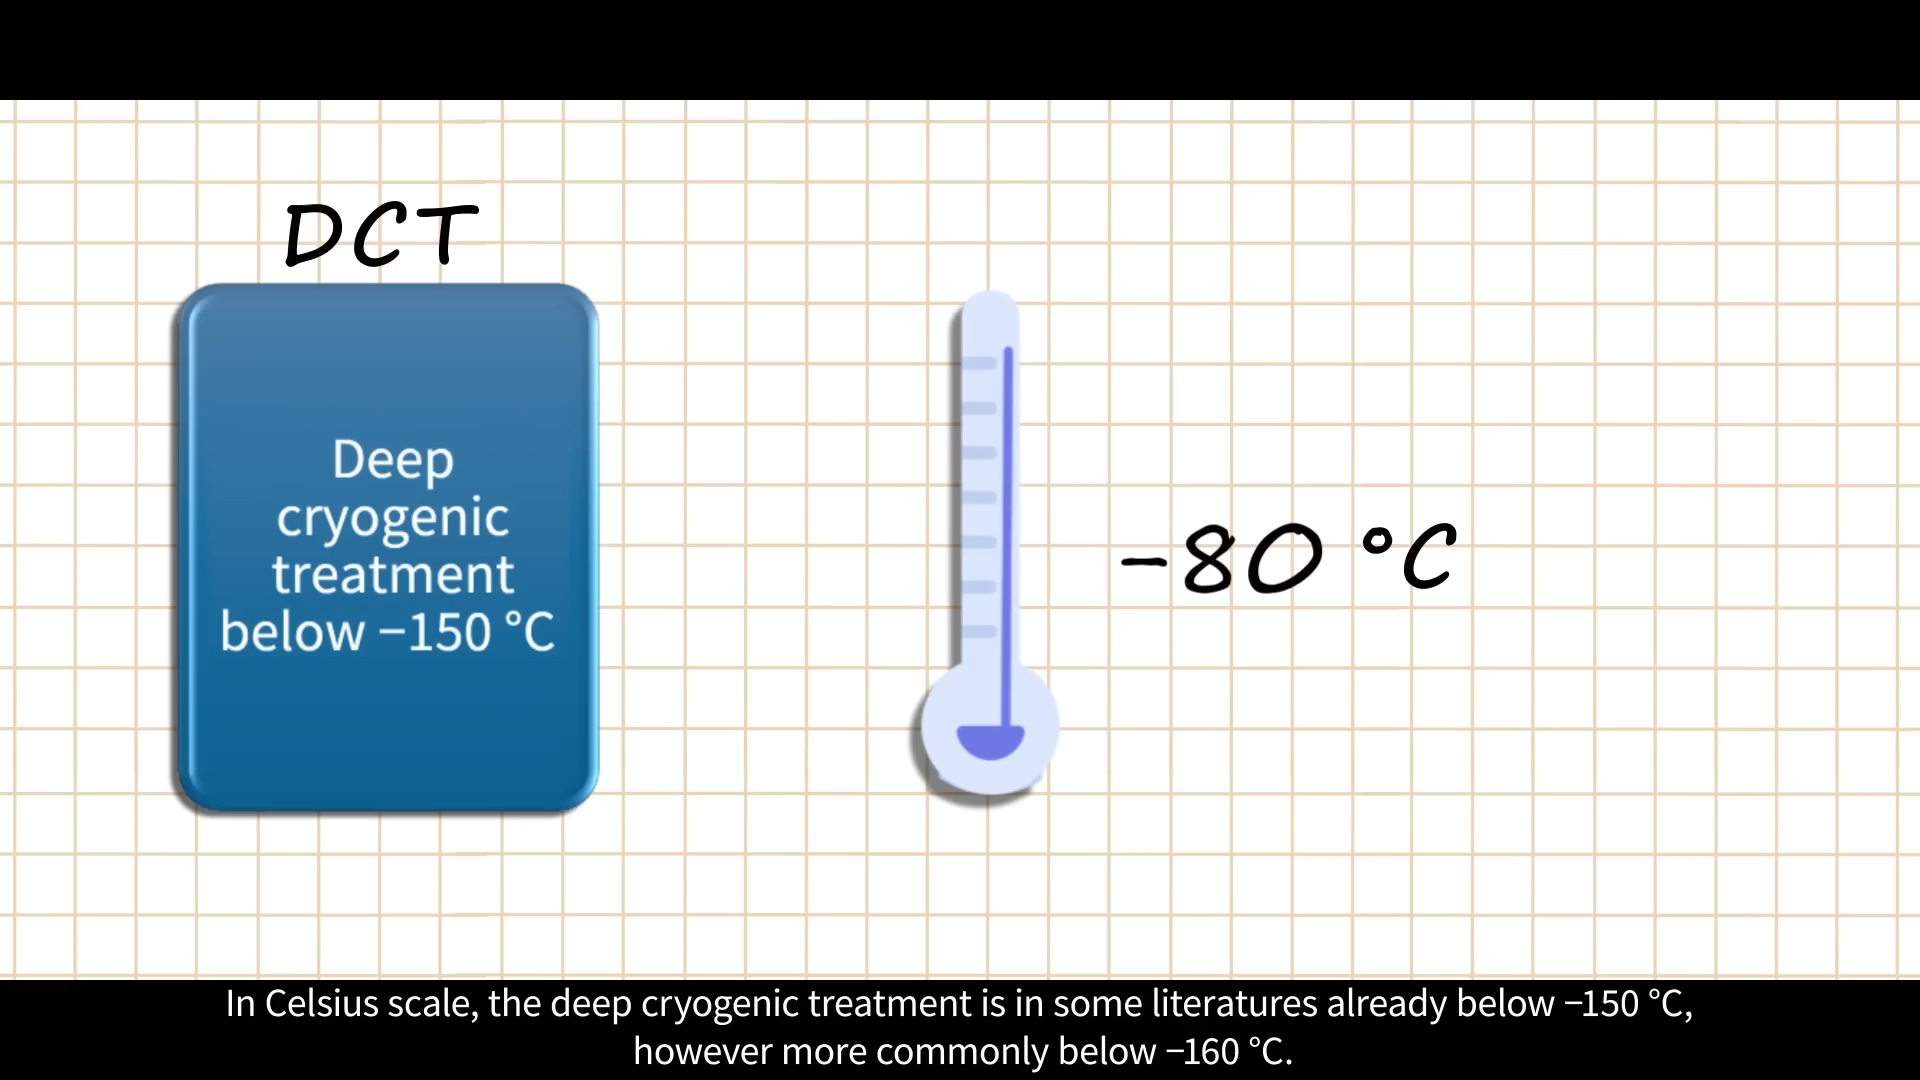 DCT
Deep
cryogenic
treatment
below −150 °C
-80 °C
In Celsius scale, the deep cryogenic treatment is in some literatures already below −150 °C,
however more commonly below −160 °C.